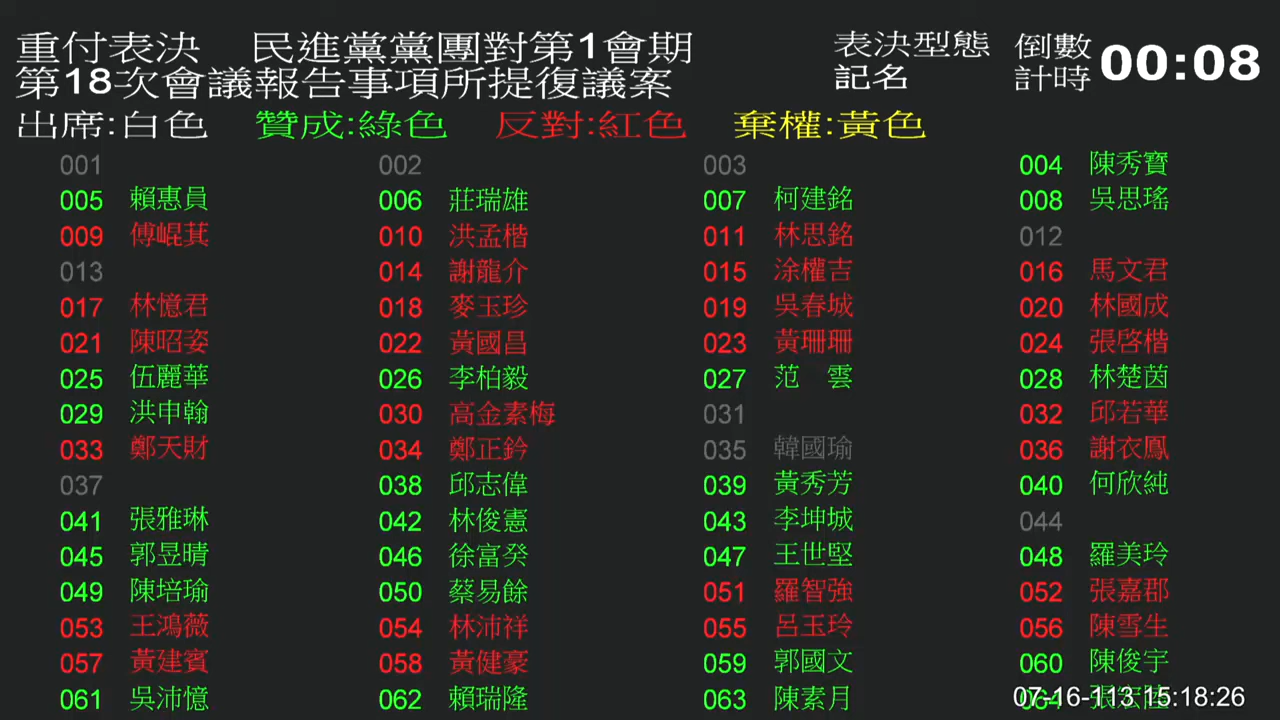 重付表決 民進黨黨團對第1會期
第18次會議報告事項所提復議案
表決型態
記名
倒數
計時
00:08
出席:白色 贊成:綠色 反對:紅色 棄權:黃色
001 002 003 004 陳秀寳
005 賴惠員 006 莊瑞雄 007 柯建銘 008 吳思瑤
009 傅崐萁 010 洪孟楷 011 林思銘 012
013 014 謝龍介 015 涂權吉 016 馬文君
017 林憶君 018 麥玉珍 019 吳春城 020 林國成
021 陳昭姿 022 黃國昌 023 黃珊珊 024 張啓楷
025 伍麗華 026 李柏毅 027 范 雲 028 林楚茵
029 洪申翰 030 高金素梅 031 032 邱若華
033 鄭天財 034 鄭正鈐 035 韓國瑜 036 謝衣鳳
037 038 邱志偉 039 黃秀芳 040 何欣純
041 張雅琳 042 林俊憲 043 李坤城 044
045 郭昱晴 046 徐富癸 047 王世堅 048 羅美玲
049 陳培瑜 050 蔡易餘 051 羅智強 052 張嘉郡
053 王鴻薇 054 林沛祥 055 呂玉玲 056 陳雪生
057 黃建賓 058 黃健豪 059 郭國文 060 陳俊宇
061 吳沛憶 062 賴瑞隆 063 陳素月 064 張宏陸
07-16-113 15:18:26